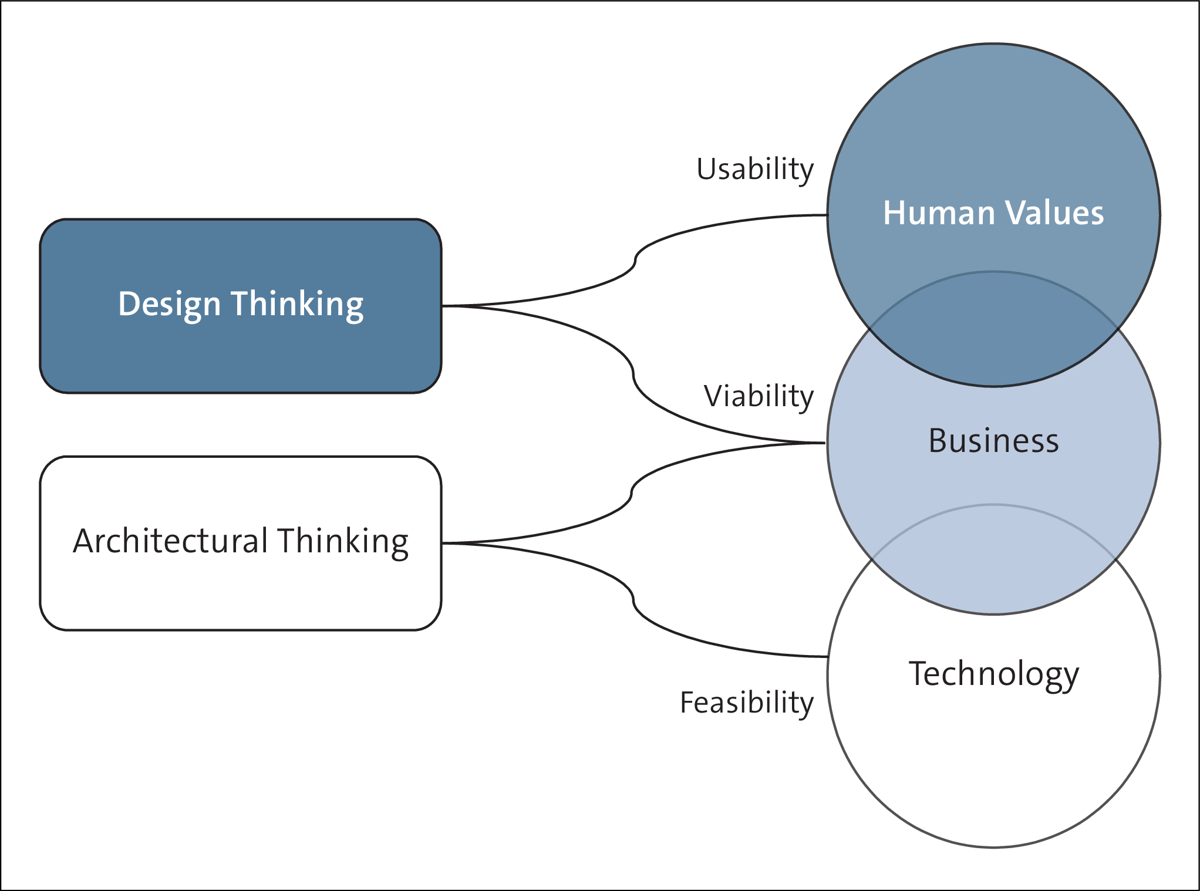 Usability
Human Values
Design Thinking
Viability
Business
Architectural Thinking
Technology
Feasibility